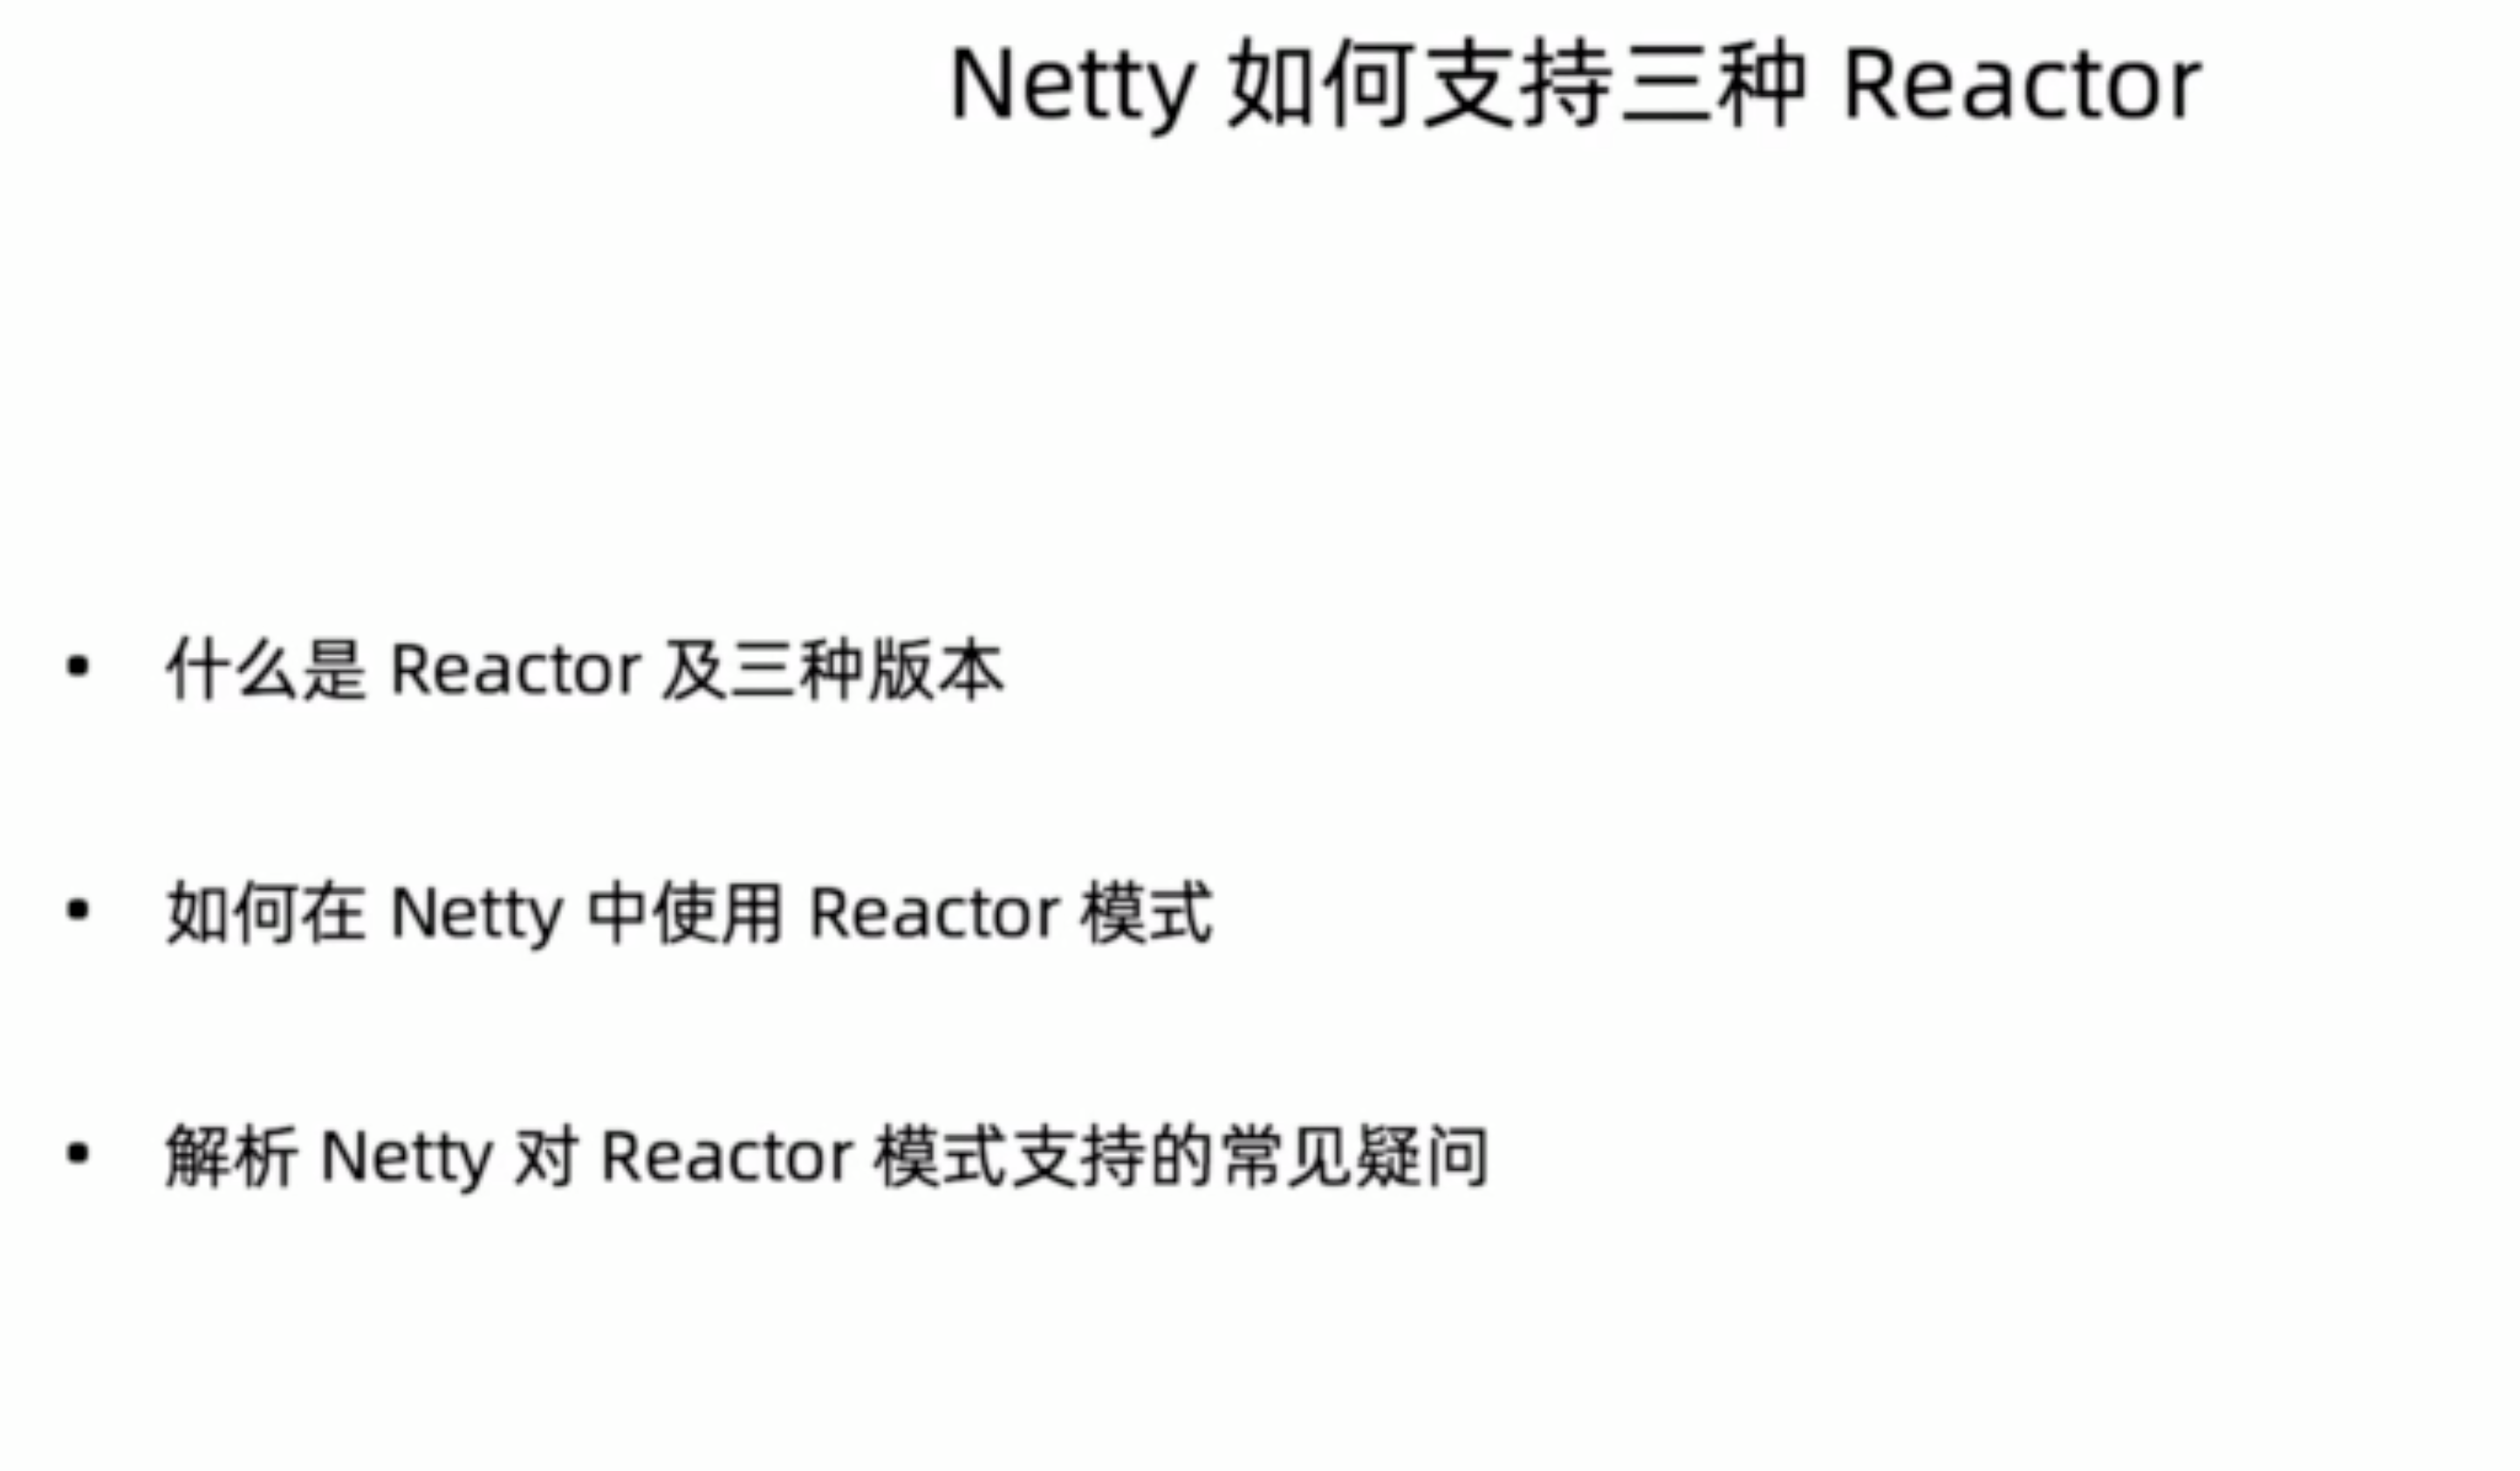 Netty 如何支持三种 Reactor
• 什么是 Reactor 及三种版本
• 如何在 Netty 中使用 Reactor 模式
• 解析 Netty 对 Reactor 模式支持的常见疑问